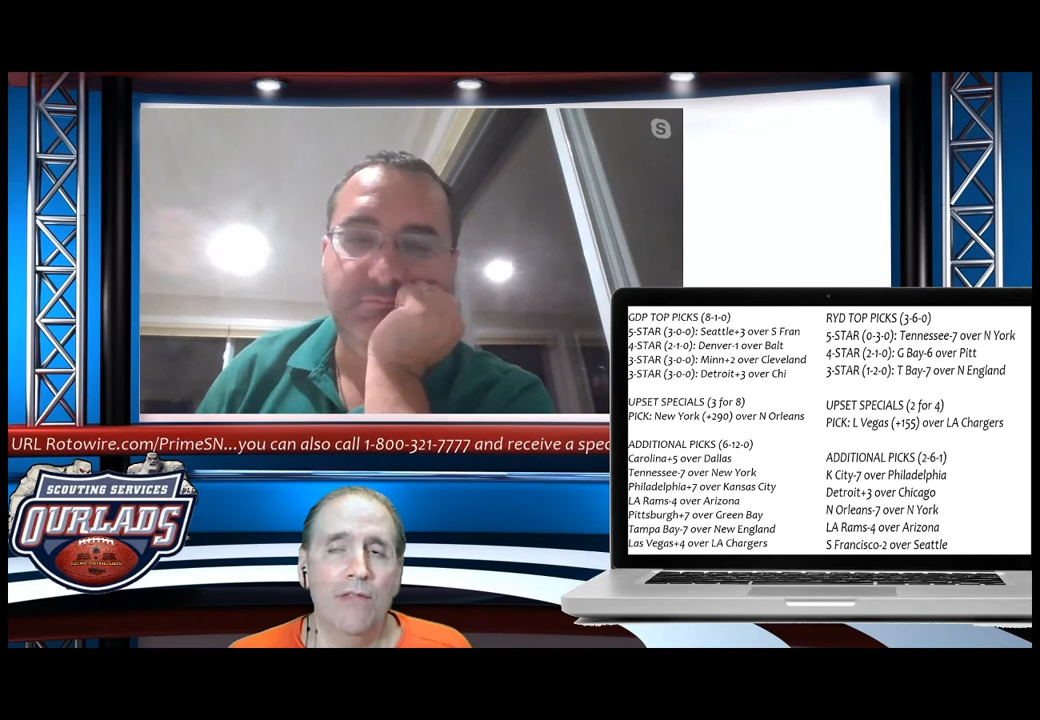 S
GDP TOP PICKS (8-1-0)
5-STAR (3-0-0): Seattle+3 over S Fran
4-STAR (2-1-0): Denver-1 over Balt
3-STAR (3-0-0): Minn+2 over Cleveland
3-STAR (3-0-0): Detroit+3 over Chi
UPSET SPECIALS (3 for 8)
PICK: New York (+290) over N Orleans
ADDITIONAL PICKS (6-12-0)
Carolina+5 over Dallas
Tennessee-7 over New York
Philadelphia+7 over Kansas City
LA Rams-4 over Arizona
Pittsburgh+7 over Green Bay
Tampa Bay-7 over New England
Las Vegas+4 over LA Chargers
RYD TOP PICKS (3-6-0)
5-STAR (0-3-0): Tennessee-7 over N York
4-STAR (2-1-0): G Bay-6 over Pitt
3-STAR (1-2-0): T Bay-7 over N England
UPSET SPECIALS (2 for 4)
PICK: L Vegas (+155) over LA Chargers
ADDITIONAL PICKS (2-6-1)
K City-7 over Philadelphia
Detroit+3 over Chicago
N Orleans-7 over N York
LA Rams-4 over Arizona
S Francisco-2 over Seattle
URL Rotowire.com/PrimeSN...you can also call 1-800-321-7777 and receive a spec
SCOUTING SERVICES
OURLADS